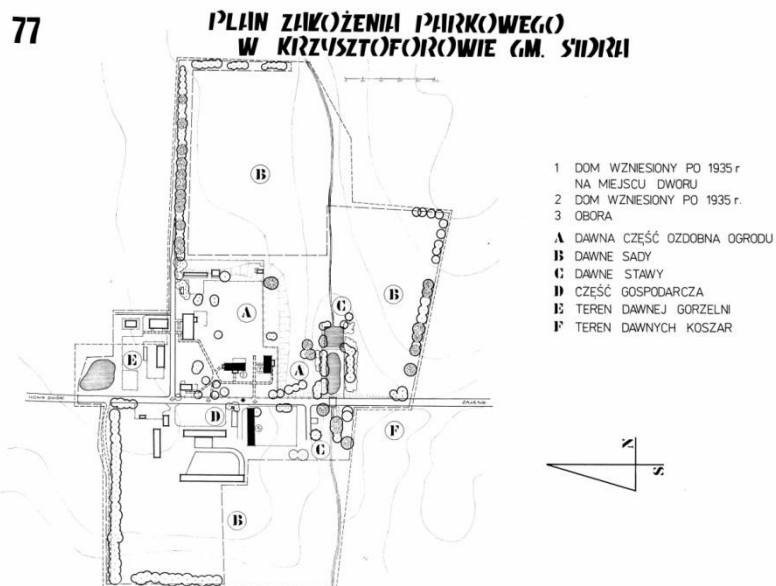 77
PLAN ZAŁOŻENIA PARKOWEGO
W KRZYSZTOFOROWIE GM. SIDRA
1 DOM WZNIESIONY PO 1935 r
NA MIEJSCU DWORU
2 DOM WZNIESIONY PO 1935 r.
3 OBORA
A DAWNA CZĘŚĆ OZDOBNA OGRODU
B DAWNE SADY
C DAWNE STAWY
D CZĘŚĆ GOSPODARCZA
E TEREN DAWNEJ GORZELNI
F TEREN DAWNYCH KOSZAR
B
B
C
A
E
A
D
F
C
B
N
S